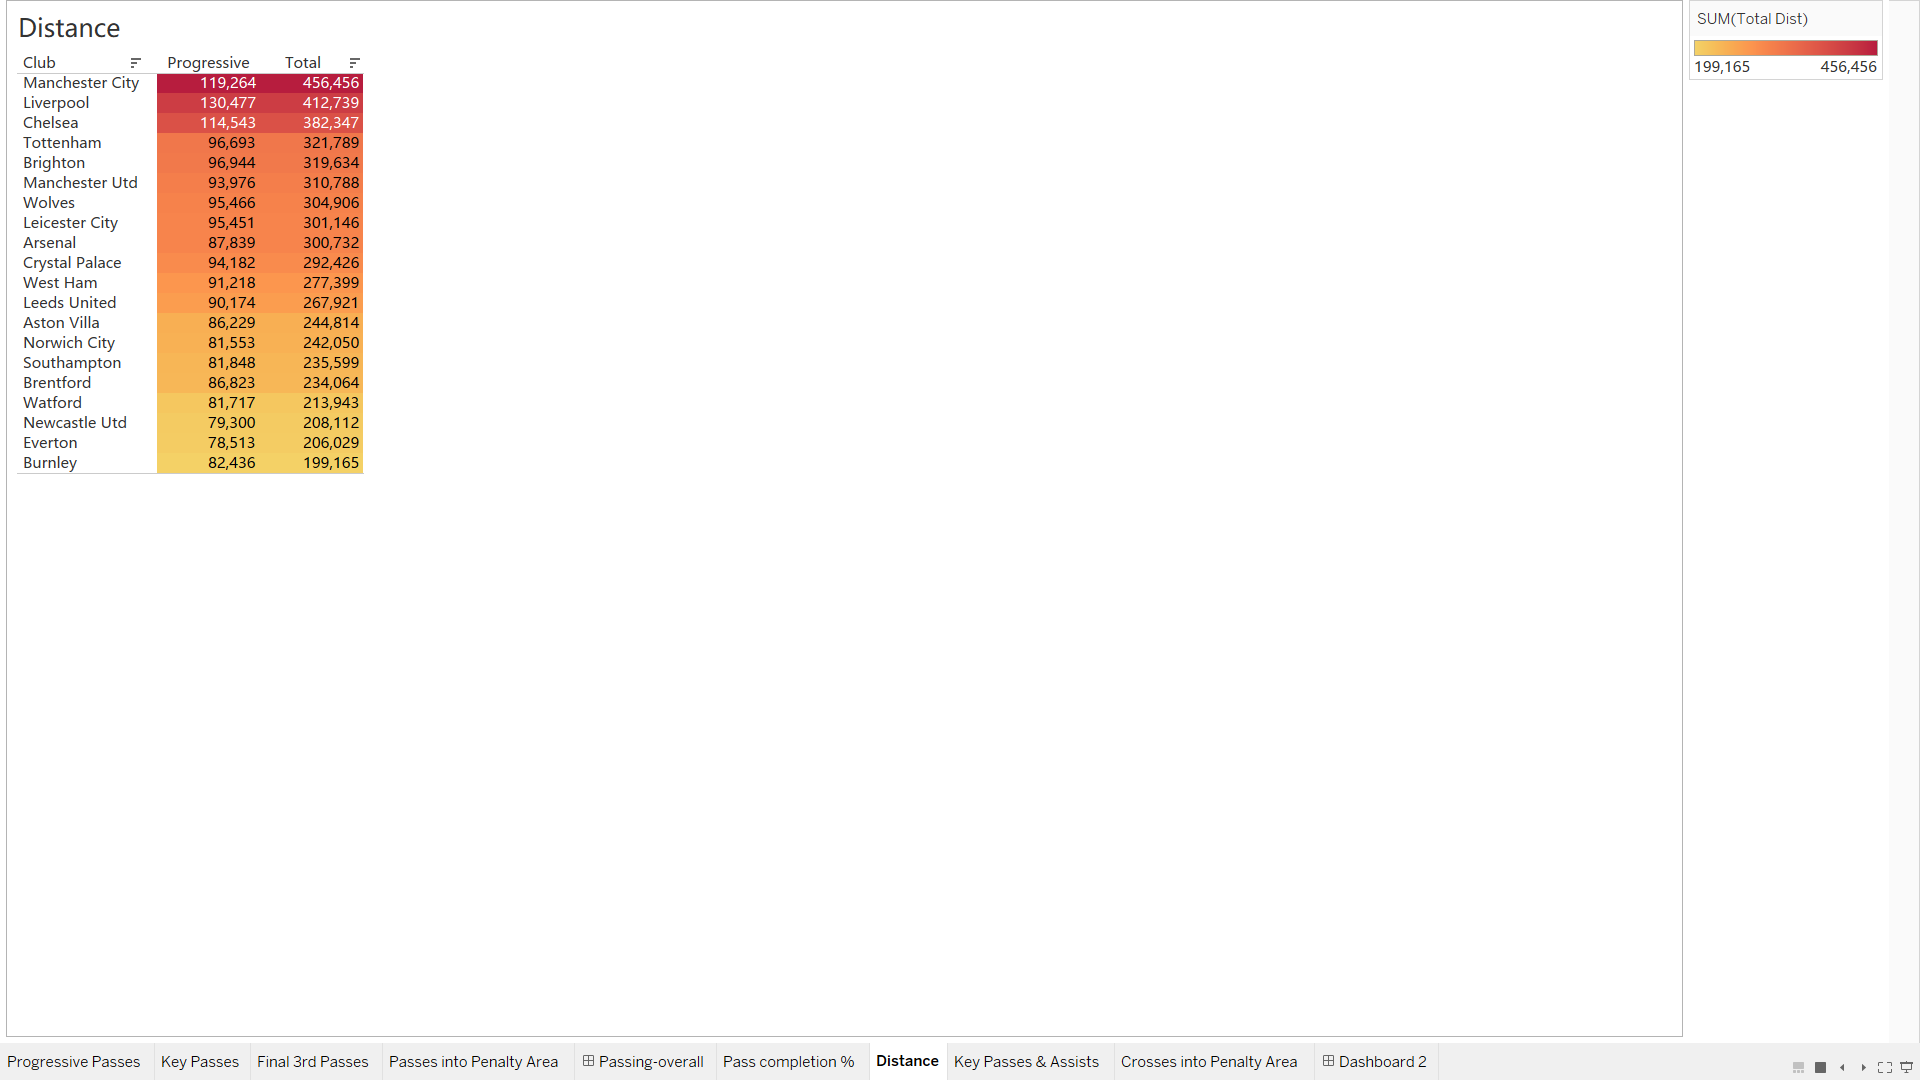 Distance
Club Progressive Total
Manchester City 119,264 456,456
Liverpool 130,477 412,739
Chelsea 114,543 382,347
Tottenham 96,693 321,789
Brighton 96,944 319,634
Manchester Utd 93,976 310,788
Wolves 95,466 304,906
Leicester City 95,451 301,146
Arsenal 87,839 300,732
Crystal Palace 94,182 292,426
West Ham 91,218 277,399
Leeds United 90,174 267,921
Aston Villa 86,229 244,814
Norwich City 81,553 242,050
Southampton 81,848 235,599
Brentford 86,823 234,064
Watford 81,717 213,943
Newcastle Utd 79,300 208,112
Everton 78,513 206,029
Burnley 82,436 199,165
SUM(Total Dist)
199,165 456,456
Progressive Passes Key Passes Final 3rd Passes Passes into Penalty Area Passing-overall Pass completion % Distance Key Passes & Assists Crosses into Penalty Area Dashboard 2